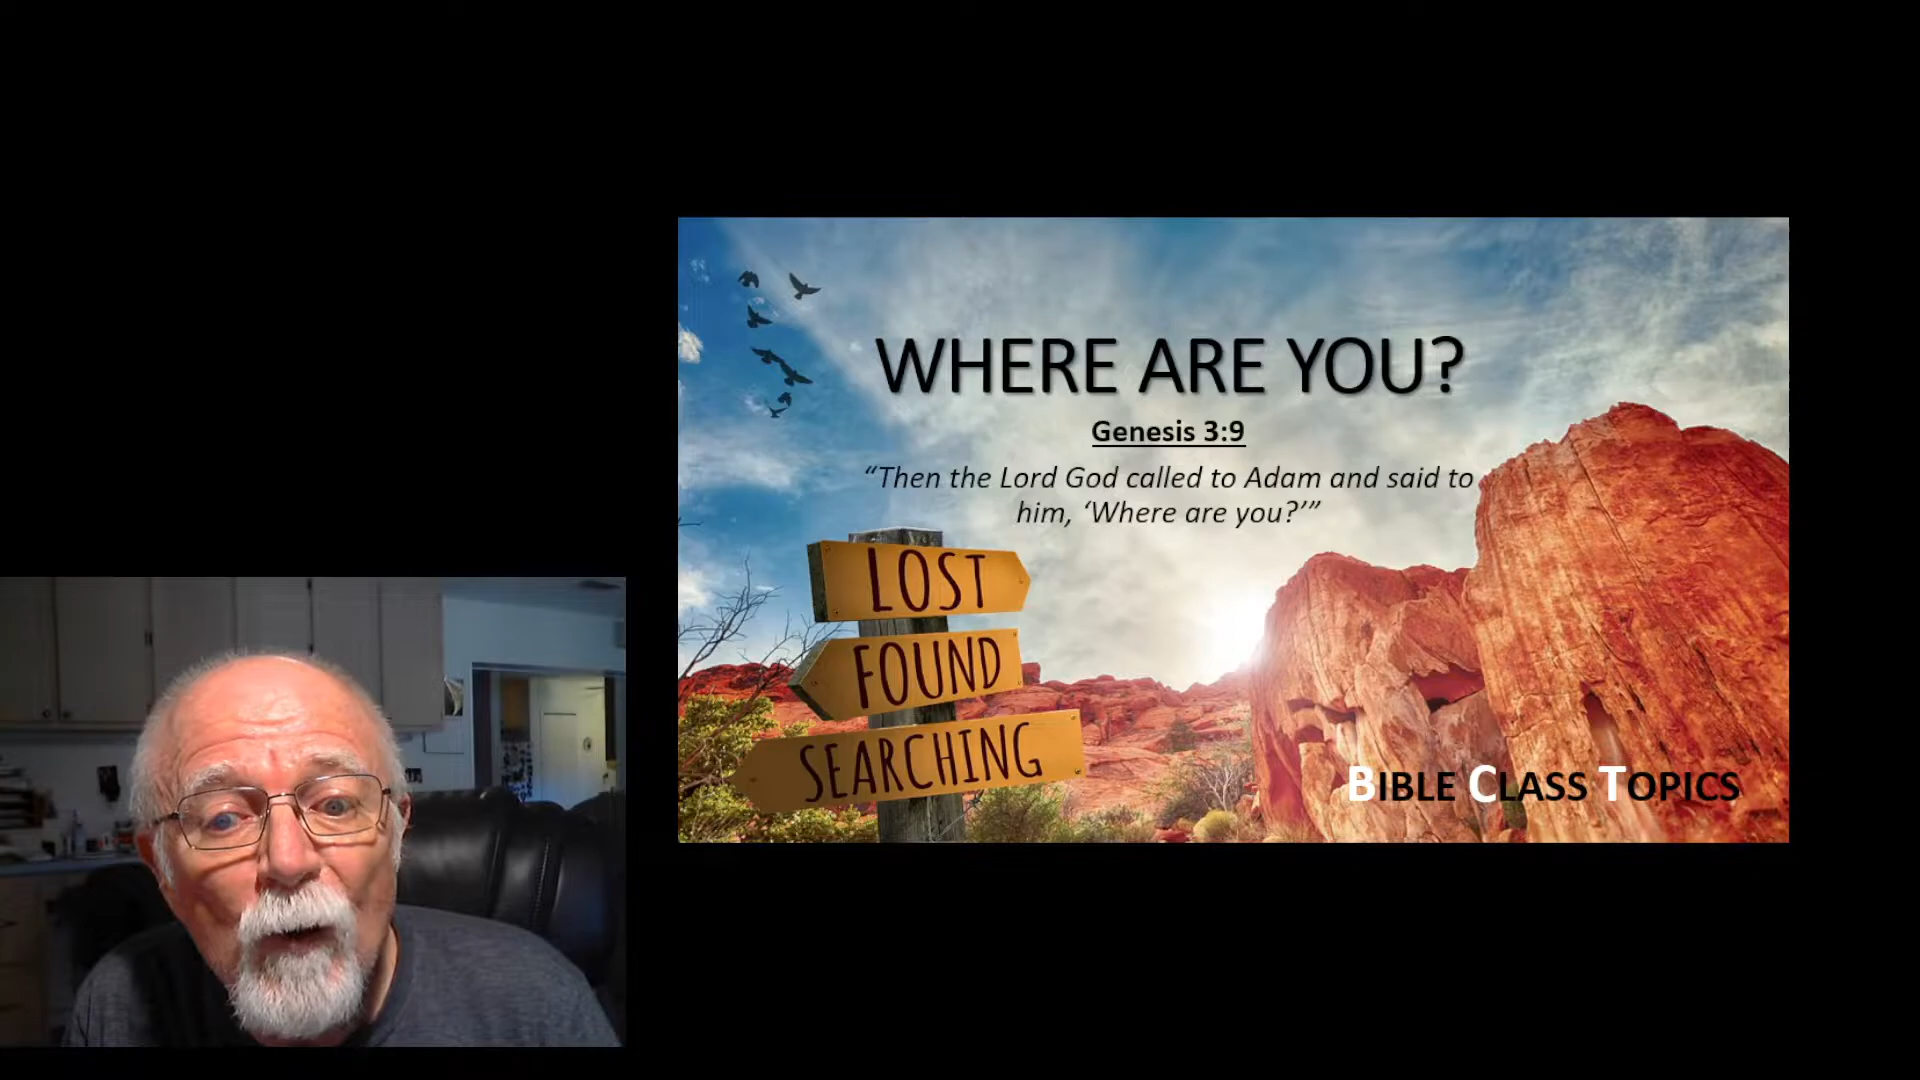 WHERE ARE YOU?
Genesis 3:9
“Then the Lord God called to Adam and said to
him, ‘Where are you?’”
LOST
FOUND
SEARCHING
BIBLE CLASS TOPICS